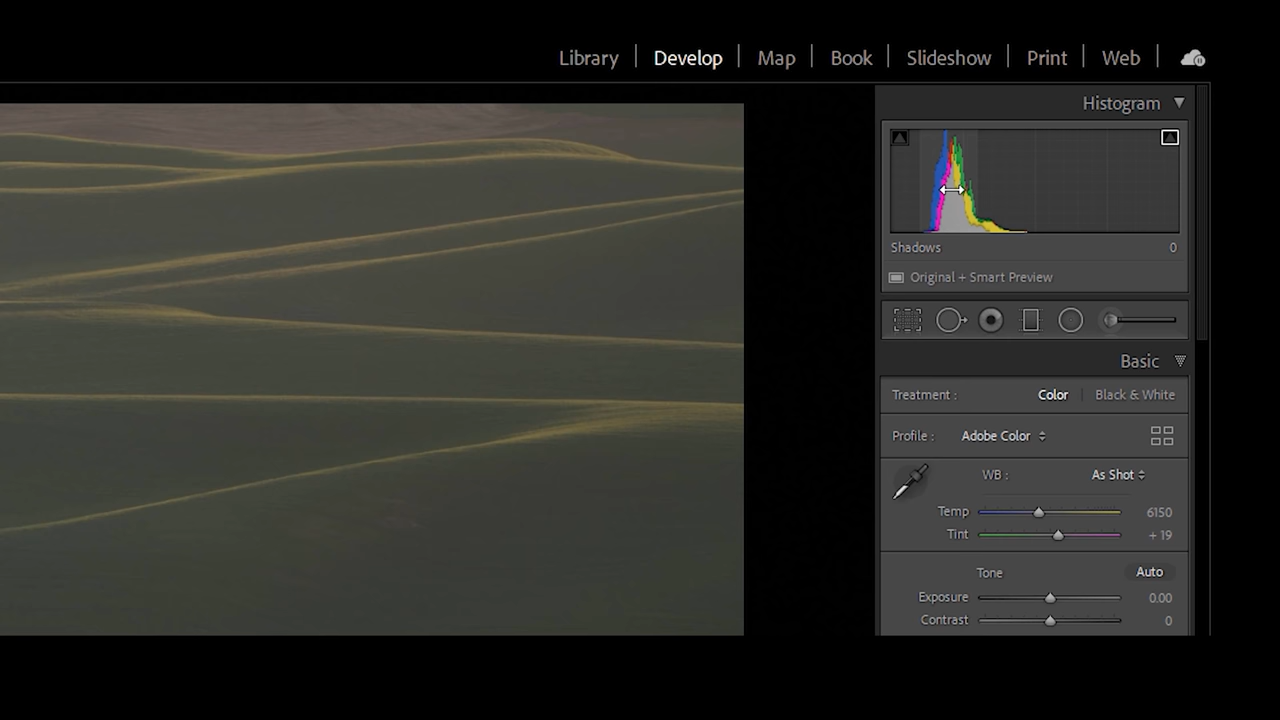 Library | Develop | Map | Book | Slideshow | Print | Web |
Histogram
Shadows 0
Original + Smart Preview
Basic
Treatment : Color | Black & White
Profile : Adobe Color
WB : As Shot
Temp 6150
Tint + 19
Tone Auto
Exposure 0.00
Contrast 0